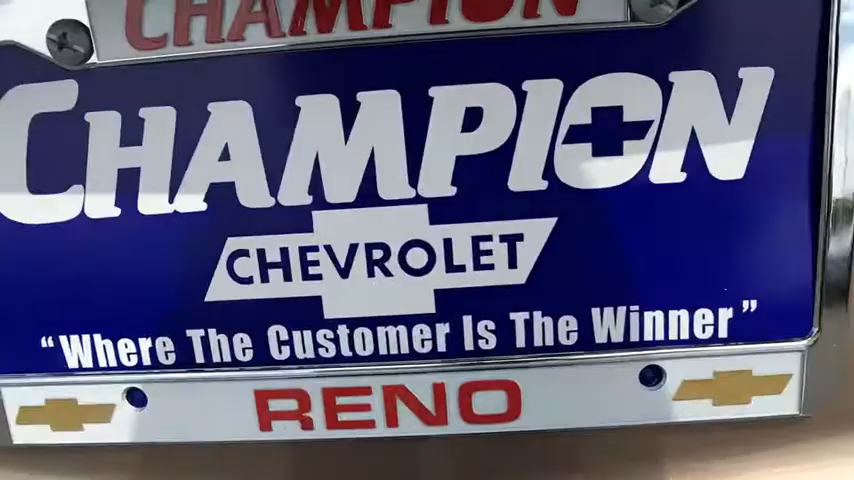 CHAMPION
CHAMPION
CHEVROLET
“Where The Customer Is The Winner”
RENO